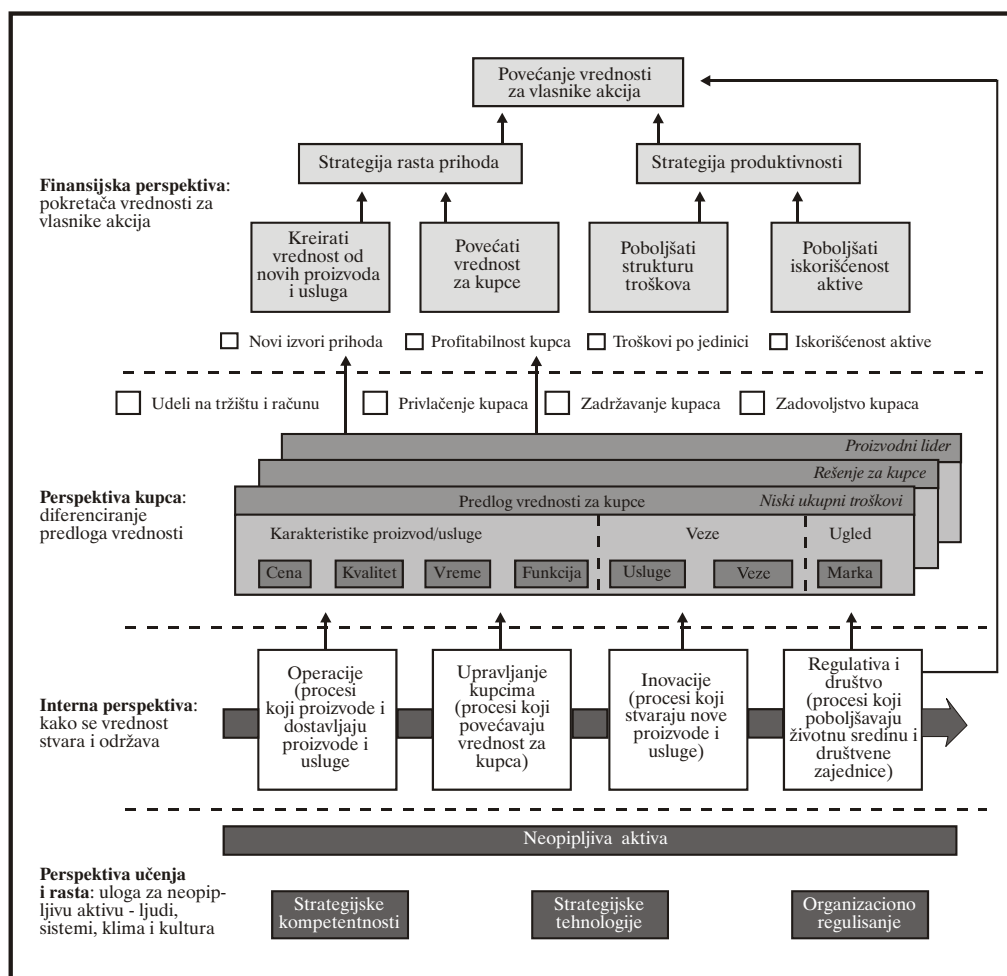 Povećanje vrednosti
za vlasnike akcija
Strategija rasta prihoda
Strategija produktivnosti
Finansijska perspektiva:
pokretača vrednosti za
vlasnike akcija
Kreirati
vrednost od
novih proizvoda
i usluga
Povećati
vrednost
za kupce
Poboljšati
strukturu
troškova
Poboljšati
iskorišćenost
aktive
Novi izvori prihoda
Profitabilnost kupca
Troškovi po jedinici
Iskorišćenost aktive
Udeli na tržištu i računu
Privlačenje kupaca
Zadržavanje kupaca
Zadovoljstvo kupaca
Proizvodni lider
Rešenje za kupce
Perspektiva kupca:
diferenciranje
predloga vrednosti
Predlog vrednosti za kupce
Niski ukupni troškovi
Karakteristike proizvod/usluge
Veze
Ugled
Cena
Kvalitet
Vreme
Funkcija
Usluge
Veze
Marka
Interna perspektiva:
kako se vrednost
stvara i održava
Operacije
(procesi
koji proizvode i
dostavljaju
proizvode i
usluge
Upravljanje
kupcima
(procesi koji
povećavaju
vrednost za
kupca)
Inovacije
(procesi koji
stvaraju nove
proizvode i
usluge)
Regulativa i
društvo
(procesi koji
poboljšavaju
životnu sredinu i
društvene
zajednice)
Neopipljiva aktiva
Perspektiva učenja
i rasta: uloga za neopip-
ljivu aktivu - ljudi,
sistemi, klima i kultura
Strategijske
kompetentnosti
Strategijske
tehnologije
Organizaciono
regulisanje